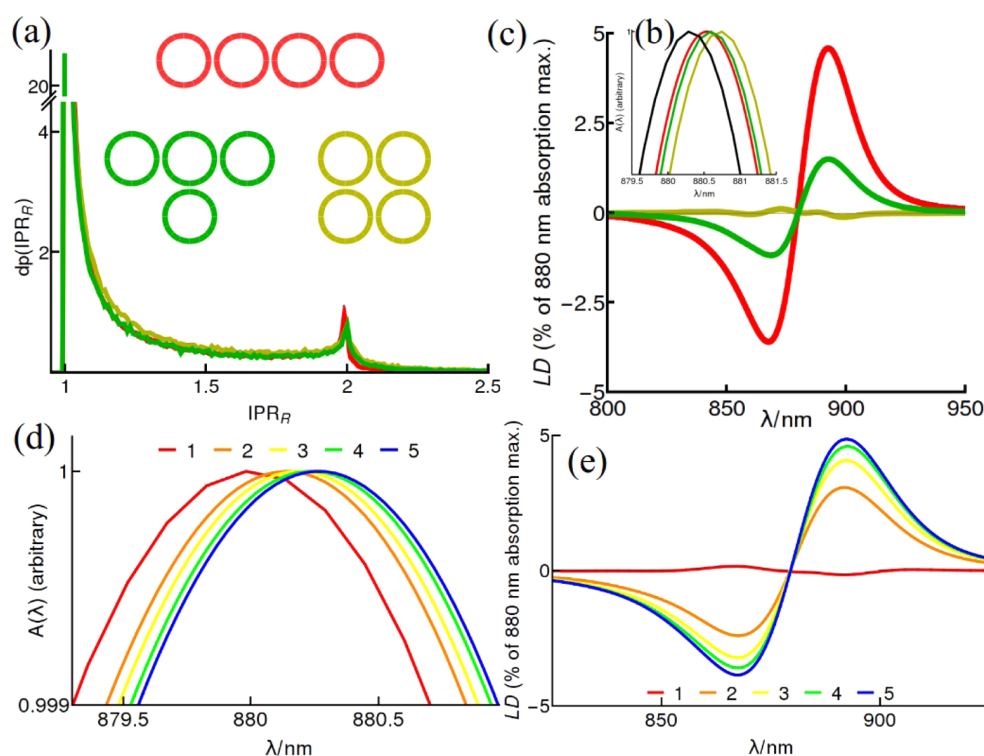 (a)
20
4
2
dp(IPR_R)
1
1.5
2
2.5
IPR_R
(c)
5
2.5
0
−2.5
−5
LD (% of 880 nm absorption max.)
800
850
900
950
λ/nm
(b)
1
A(λ) (arbitrary)
879.5
880
880.5
881
881.5
λ/nm
(d)
1 2 3 4 5
1
0.999
A(λ) (arbitrary)
879.5
880
880.5
λ/nm
(e)
5
0
−5
LD (% of 880 nm absorption max.)
1 2 3 4 5
850
900
λ/nm